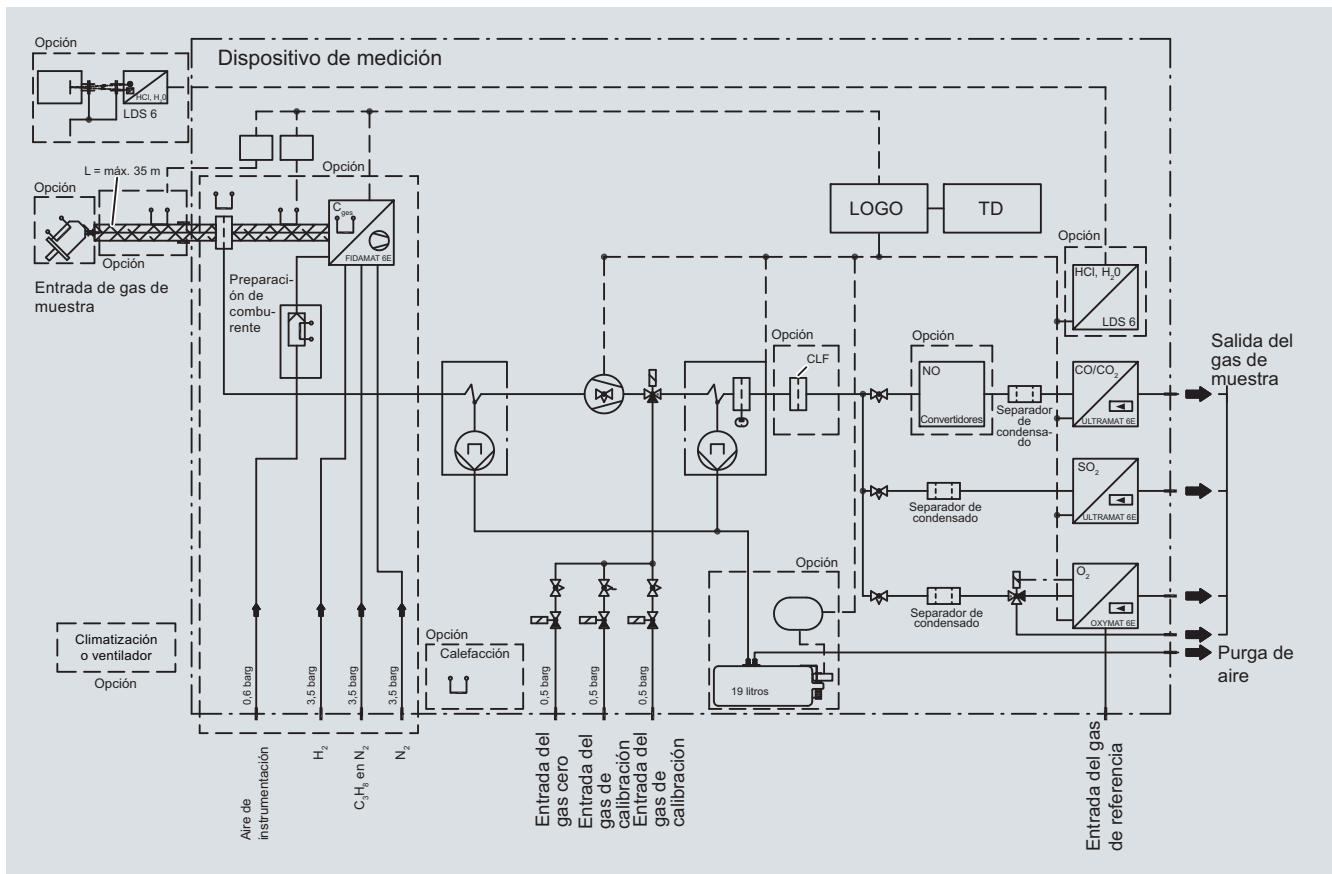 Opción
Dispositivo de medición
HCl, H₂0
LDS 6
L = máx. 35 m
Opción
Opción
Opción
Entrada de gas de
muestra
C ges
FIDAMAT 6E
Preparaci-
ón de
combu-
rente
LOGO
TD
Opción
HCl, H₂0
LDS 6
Opción
CLF
Opción
NO
Convertidores
Separador
de
condensa-
do
CO/CO₂
ULTRAMAT 6E
Salida del
gas de
muestra
SO₂
ULTRAMAT 6E
Separador de
condensado
O₂
OXYMAT 6E
Separador de
condensado
Purga de
aire
Opción
19 litros
Climatización
o ventilador
Opción
Opción
Calefacción
0,6 barg
3,5 barg
3,5 barg
3,5 barg
0,5 barg
0,5 barg
0,5 barg
Aire de
instrumentación
H₂
C₃H₈ en N₂
N₂
Entrada del
gas cero
Entrada del
gas de
calibración
Entrada del
gas de
calibración
Entrada del gas
de referencia